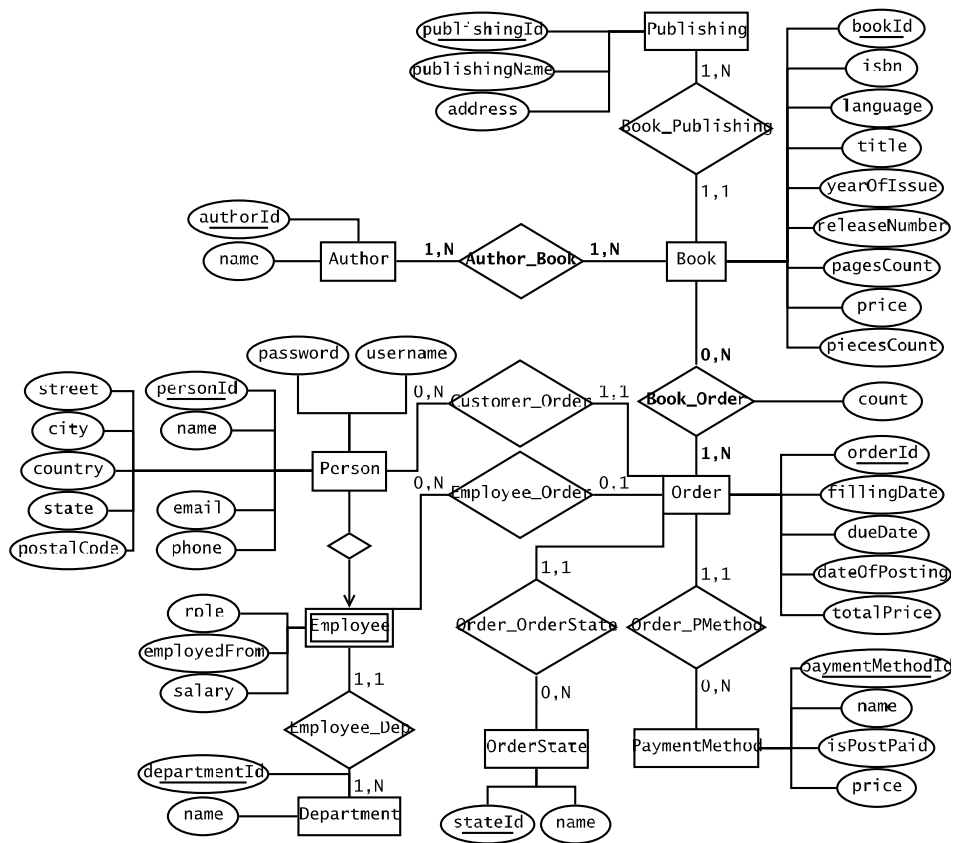 publishingId
Publishing
bookId
publishingName
1,N
isbn
address
Book_Publishing
language
title
1,1
yearOfIssue
authorId
releaseNumber
name
Author
1,N
Author_Book
1,N
Book
pagesCount
price
password
username
0,N
piecesCount
street
personId
0,N
Customer_Order
1,1
Book_Order
count
city
name
country
Person
1,N
orderId
state
email
0,N
Employee_Order
0,1
Order
fillingDate
postalCode
phone
dueDate
1,1
1,1
dateOfPosting
role
Employee
Order_OrderState
Order_PMethod
totalPrice
employedFrom
salary
1,1
0,N
0,N
paymentMethodId
name
Employee_Dep
OrderState
PaymentMethod
isPostPaid
departmentId
1,N
price
name
Department
stateId
name